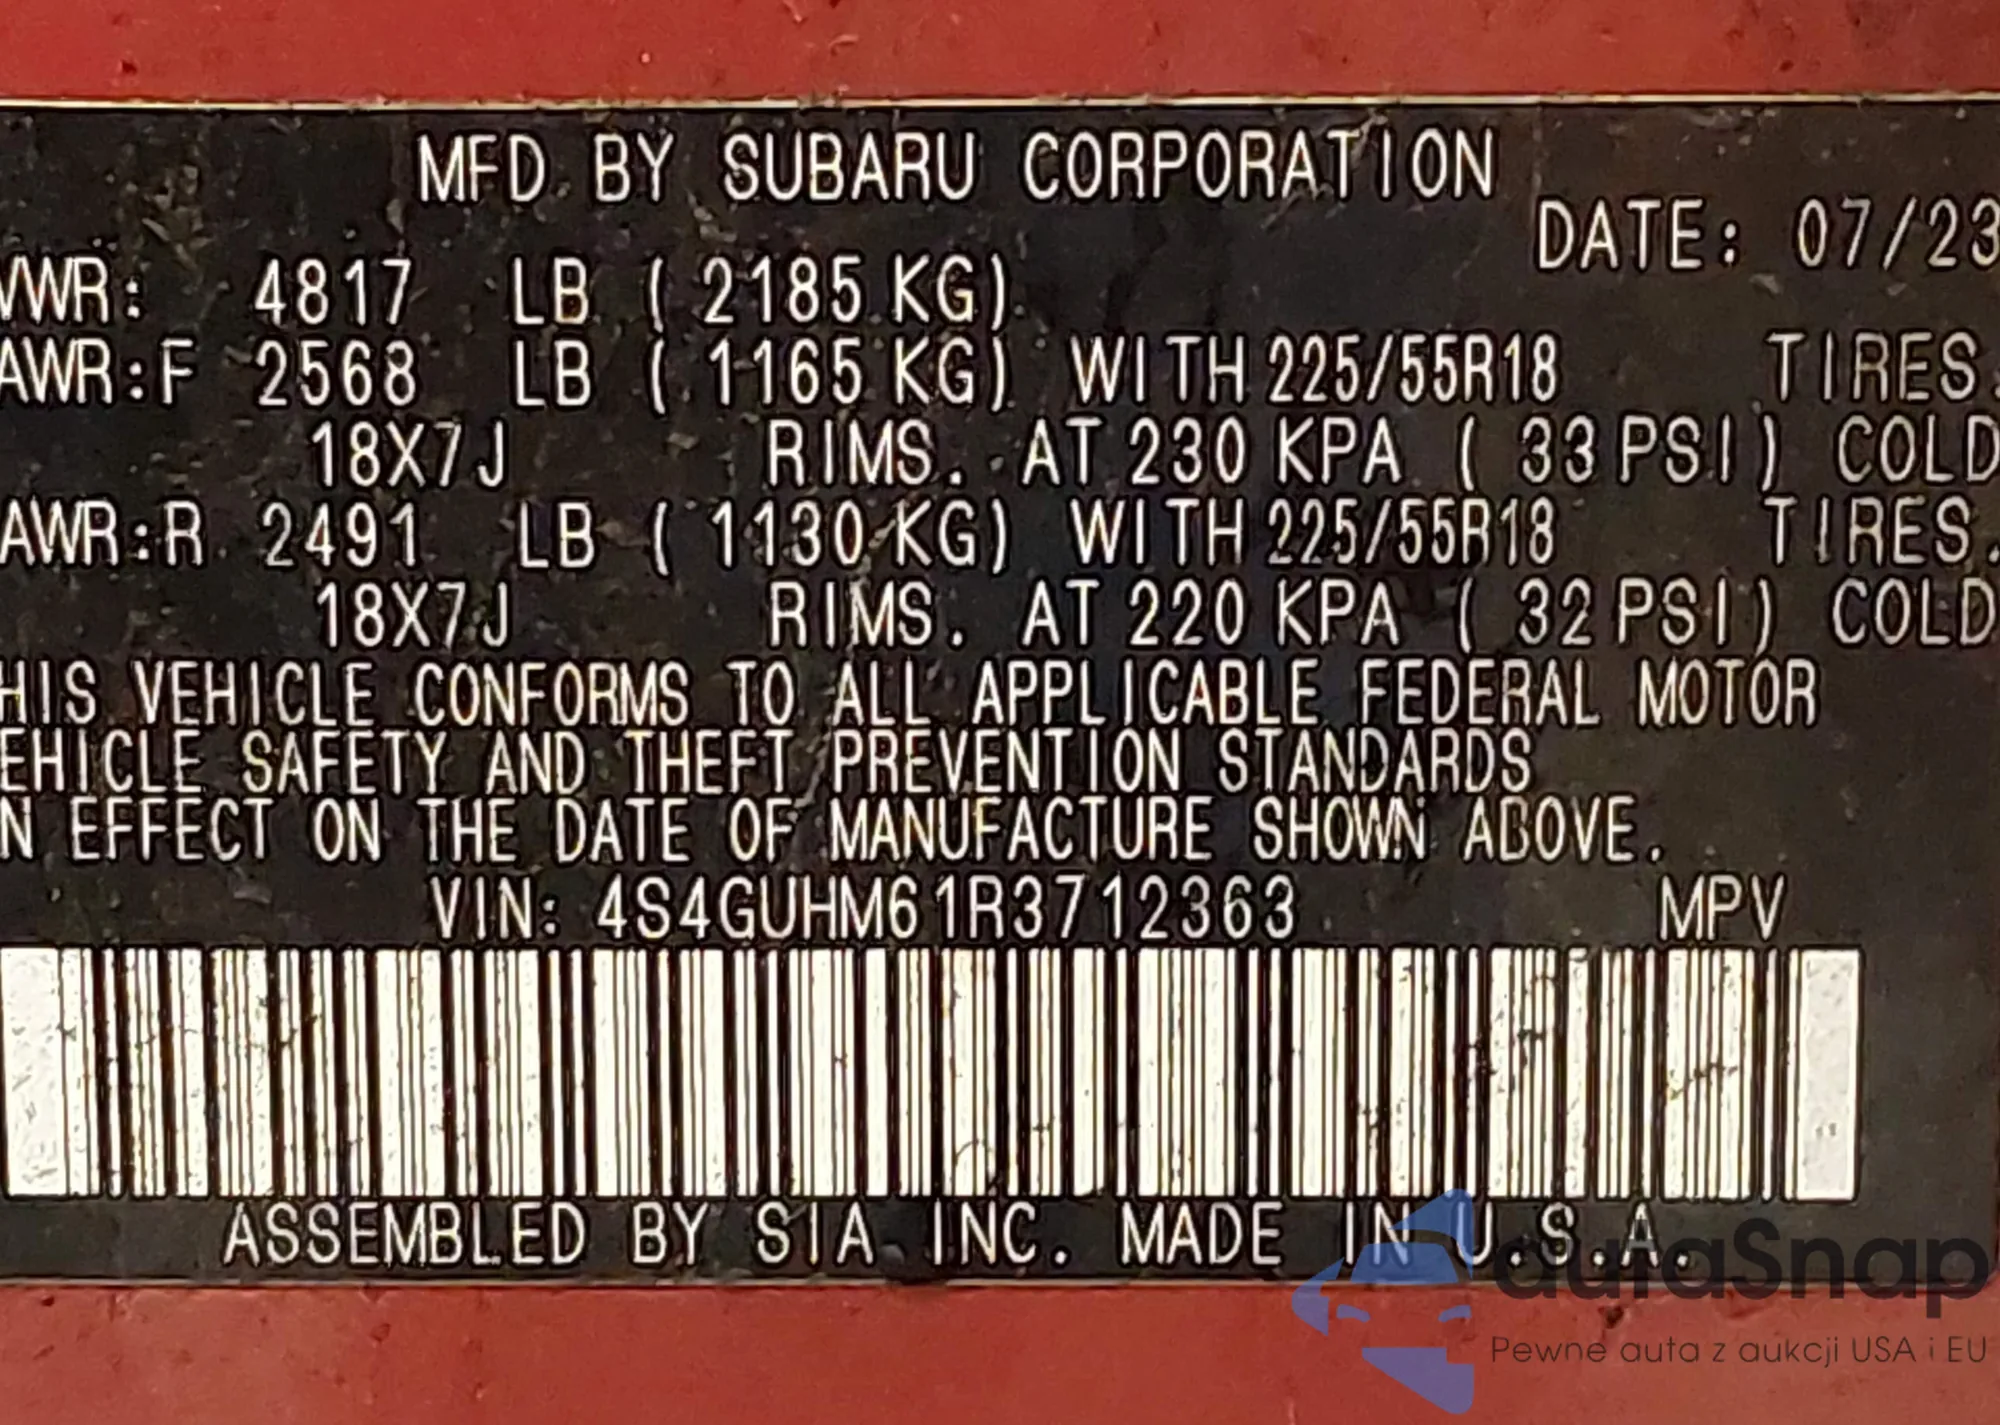 MFD BY SUBARU CORPORATION
DATE: 07/23
VWR: 4817 LB ( 2185 KG)
AWR:F 2568 LB ( 1165 KG) WITH 225/55R18 TIRES.
18X7J RIMS. AT 230 KPA ( 33 PSI) COLD
AWR:R 2491 LB ( 1130 KG) WITH 225/55R18 TIRES.
18X7J RIMS. AT 220 KPA ( 32 PSI) COLD
HIS VEHICLE CONFORMS TO ALL APPLICABLE FEDERAL MOTOR
EHICLE SAFETY AND THEFT PREVENTION STANDARDS
N EFFECT ON THE DATE OF MANUFACTURE SHOWN ABOVE.
VIN: 4S4GUHM61R3712363 MPV
ASSEMBLED BY SIA INC. MADE IN U.S.A.
autaSnap
Pewne auta z aukcji USA i EU